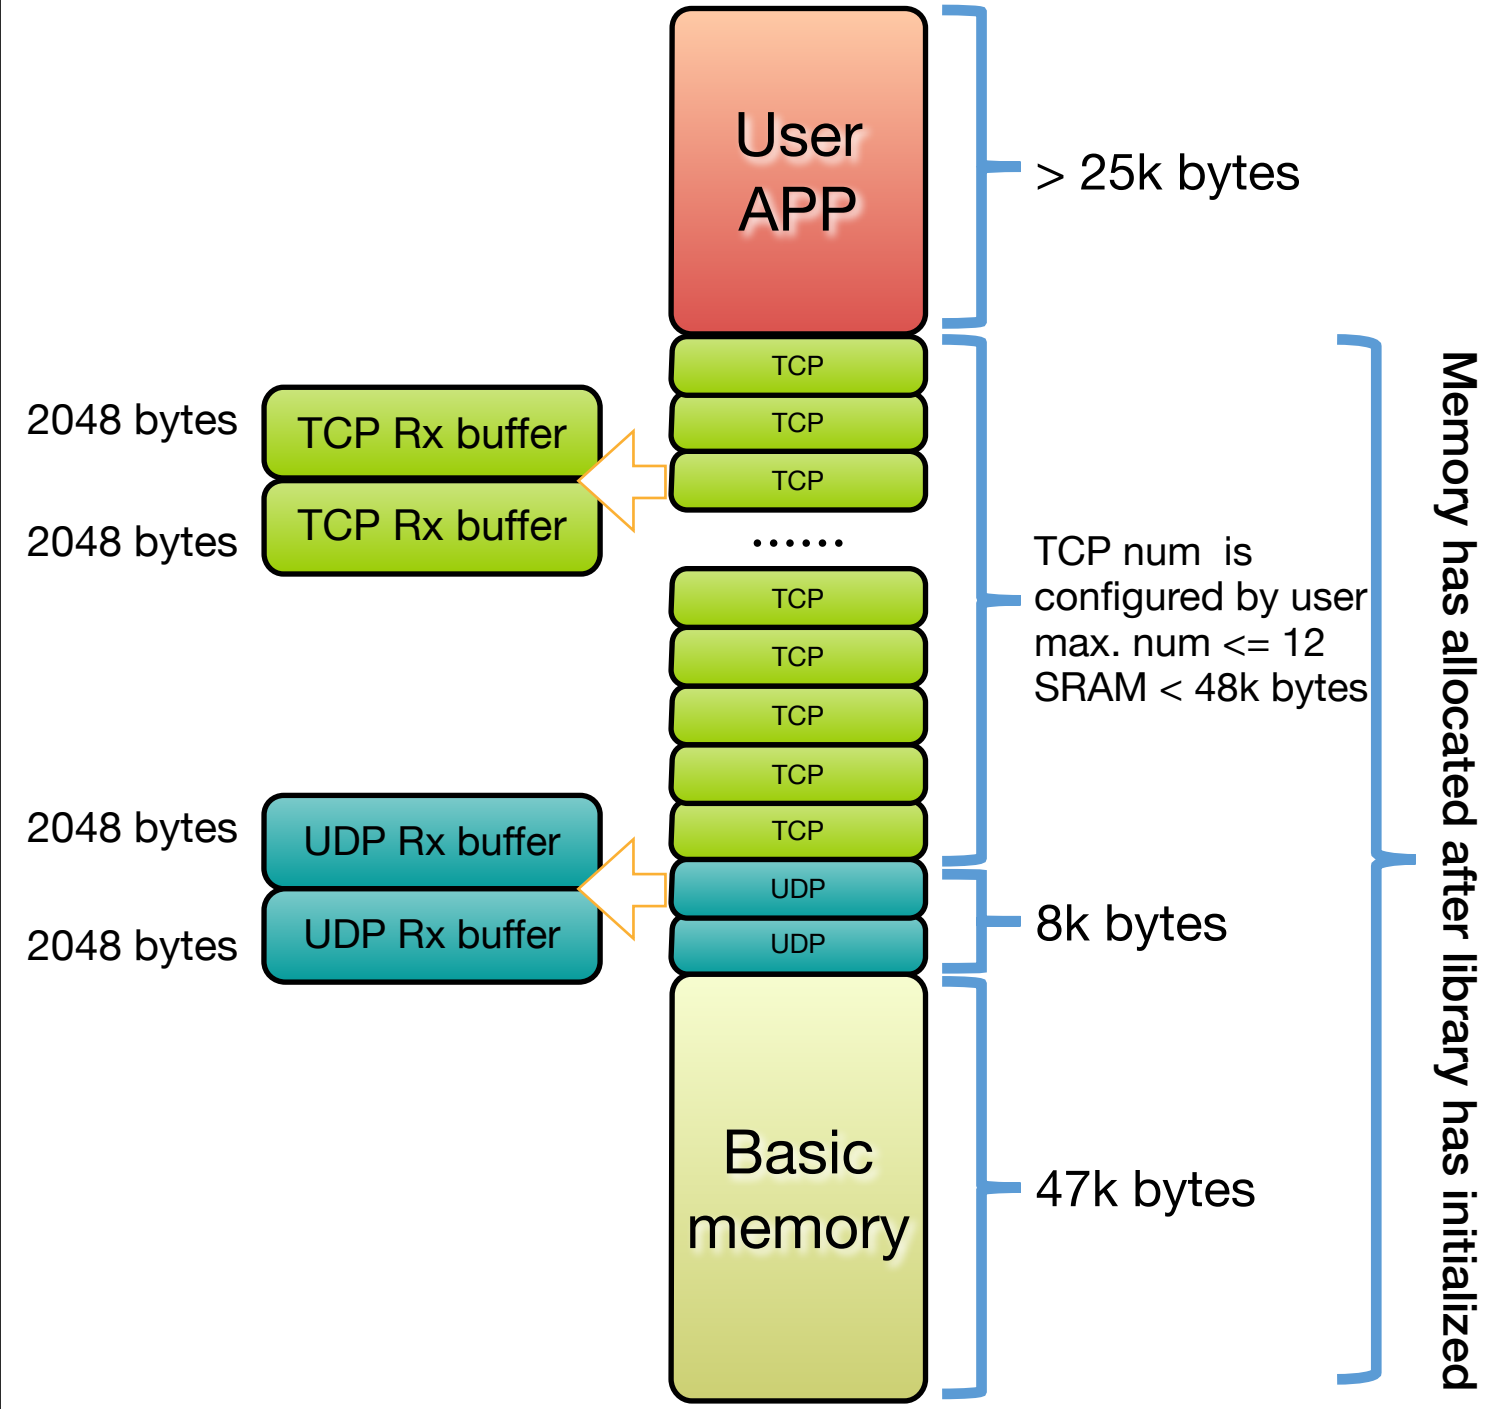 User
APP
> 25k bytes
TCP
TCP
TCP
2048 bytes
TCP Rx buffer
2048 bytes
TCP Rx buffer
......
TCP
TCP
TCP
TCP
TCP
TCP num  is
configured by user
max. num <= 12
SRAM < 48k bytes
2048 bytes
UDP Rx buffer
2048 bytes
UDP Rx buffer
UDP
UDP
8k bytes
Basic
memory
47k bytes
Memory has allocated after library has initialized